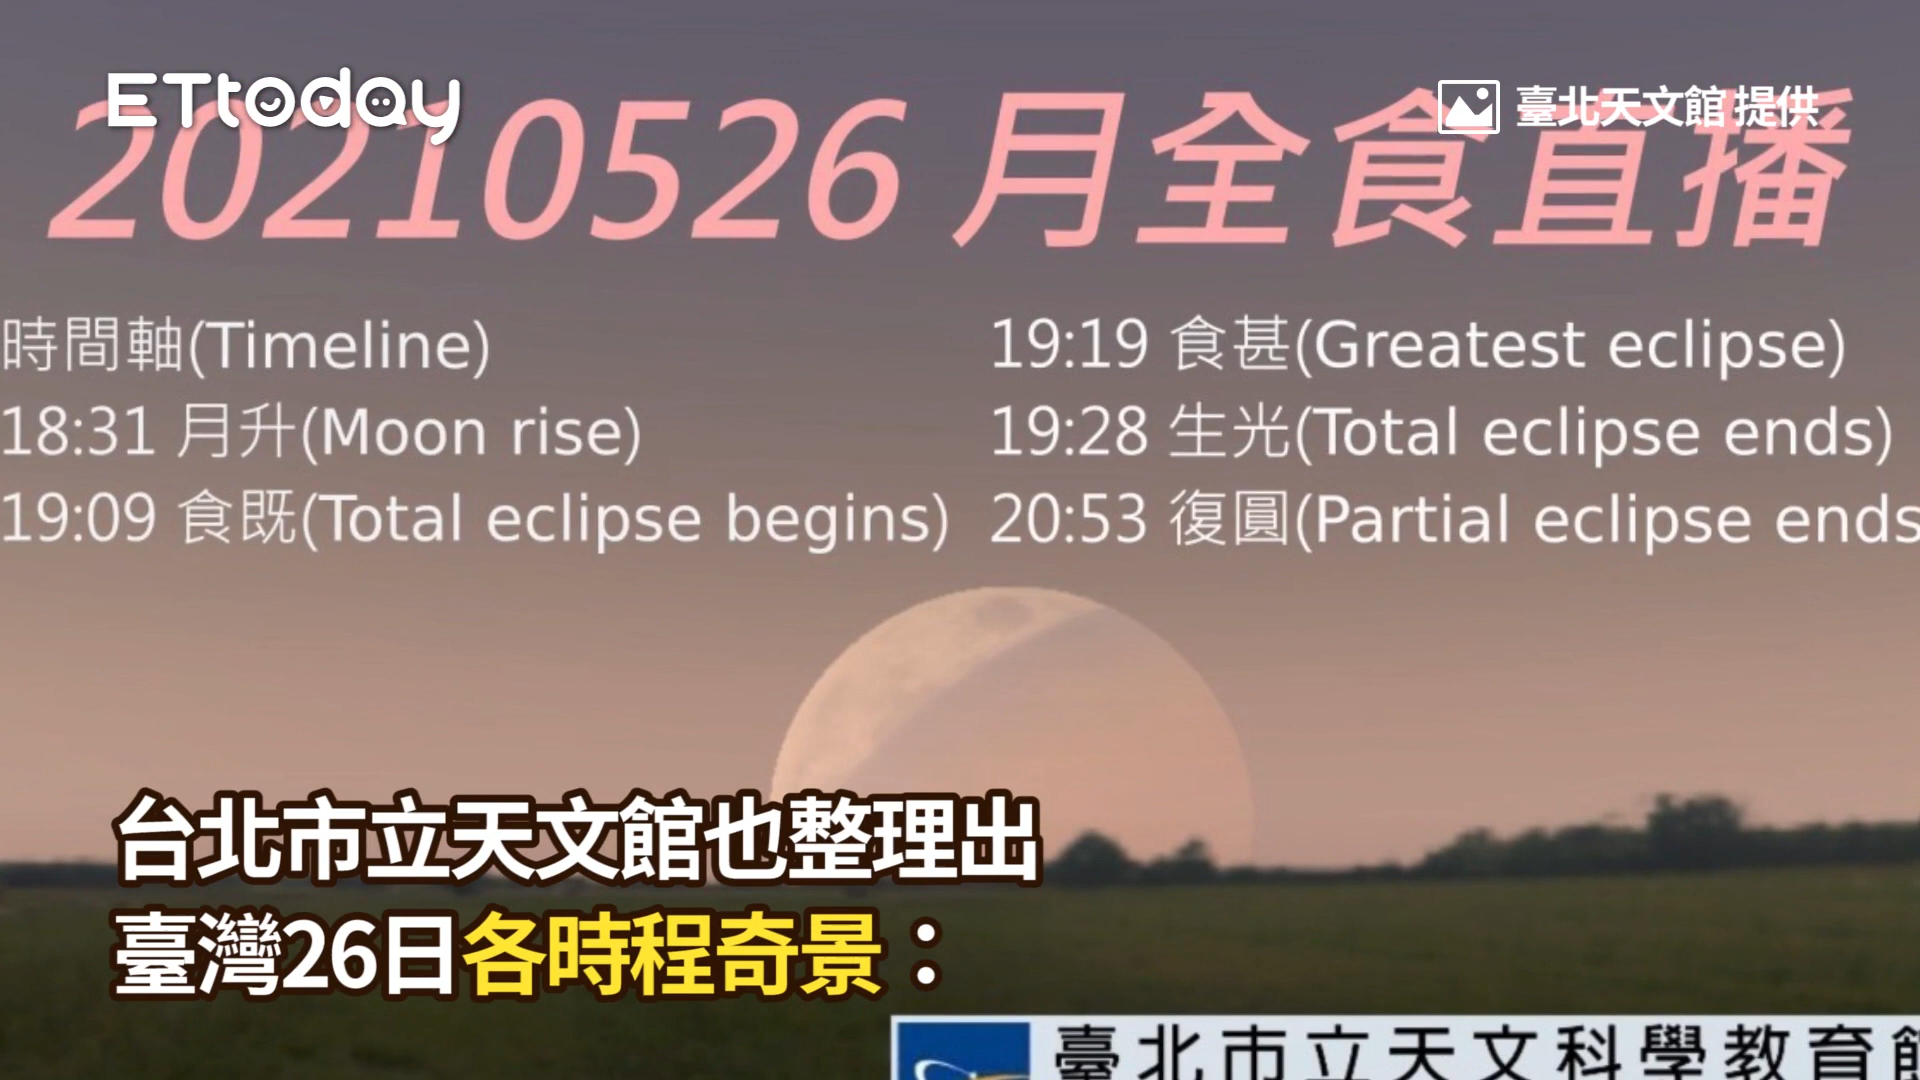 ETtoday
臺北天文館 提供
20210526 月全食直播
時間軸(Timeline)
18:31 月升(Moon rise)
19:09 食既(Total eclipse begins)
19:19 食甚(Greatest eclipse)
19:28 生光(Total eclipse ends)
20:53 復圓(Partial eclipse ends
台北市立天文館也整理出
臺灣26日各時程奇景：
臺北市立天文科學教育館